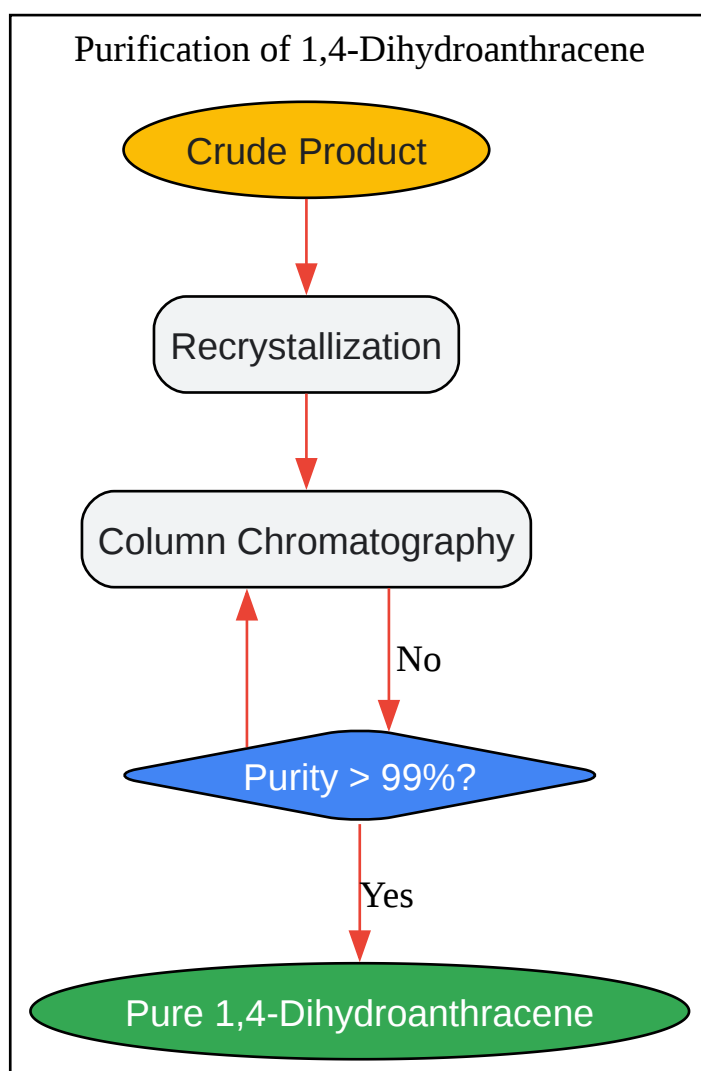 Purification of 1,4-Dihydroanthracene
Crude Product
Recrystallization
Column Chromatography
No
Purity > 99%?
Yes
Pure 1,4-Dihydroanthracene